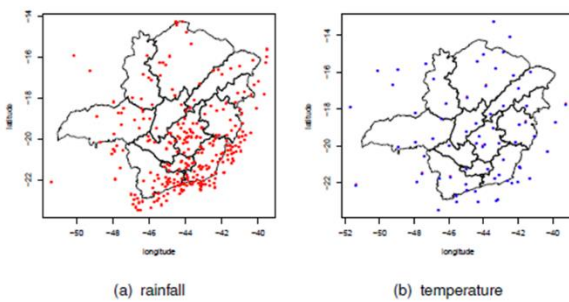 -14
-16
-18
-20
-22
latitude
-50 -48 -46 -44 -42 -40
longitude
(a) rainfall
-14
-16
-18
-20
-22
latitude
-52 -50 -48 -46 -44 -42 -40
longitude
(b) temperature